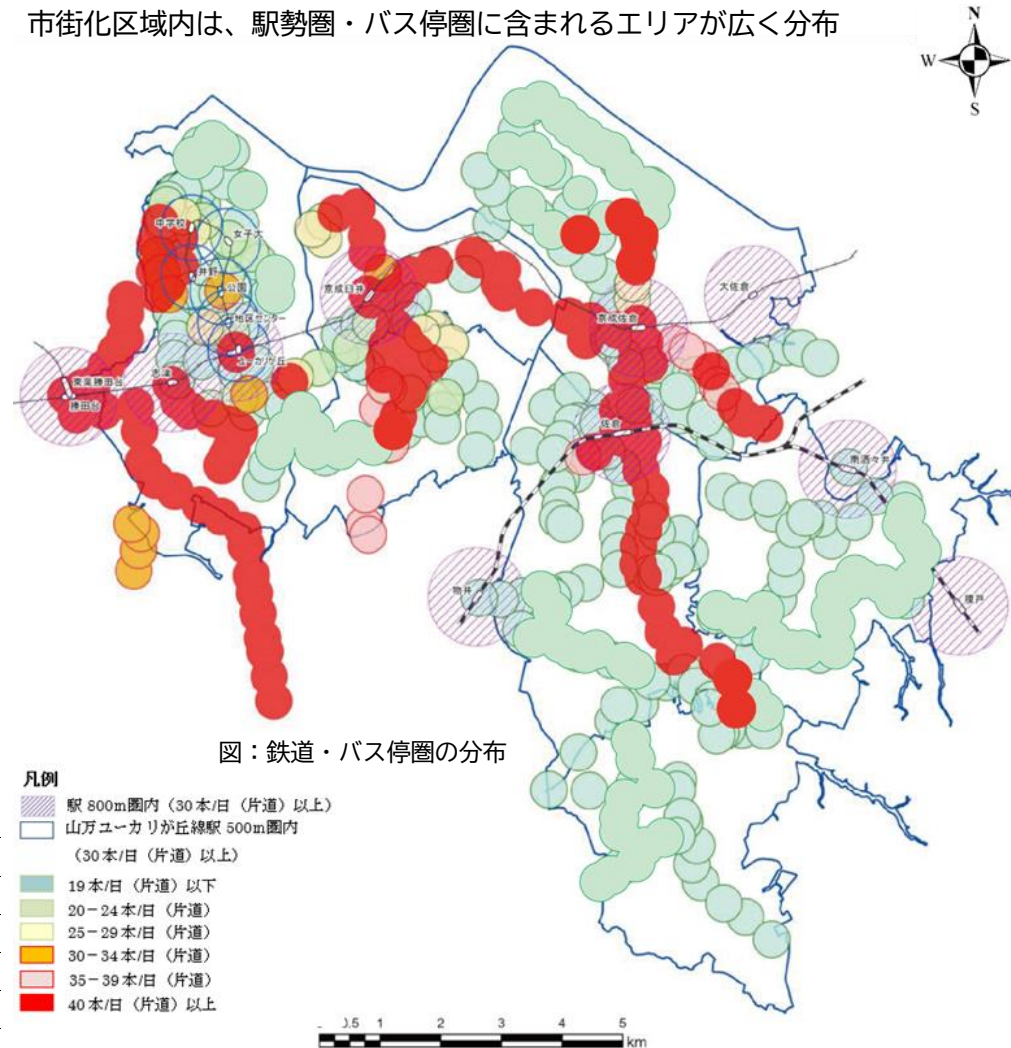 市街化区域内は、駅勢圏・バス停圏に含まれるエリアが広く分布
N
W
S
中学校
女子大
井野
公園
地区センター
ユーカリが丘
志津
東葉勝田台
勝田台
京成臼井
京成佐倉
大佐倉
佐倉
南酒々井
物井
榎戸
図：鉄道・バス停圏の分布
凡例
駅800m圏内（30本/日（片道）以上）
山万ユーカリが丘線駅500m圏内
（30本/日（片道）以上）
19本/日（片道）以下
20－24本/日（片道）
25－29本/日（片道）
30－34本/日（片道）
35－39本/日（片道）
40本/日（片道）以上
1 2 3 4 5
km